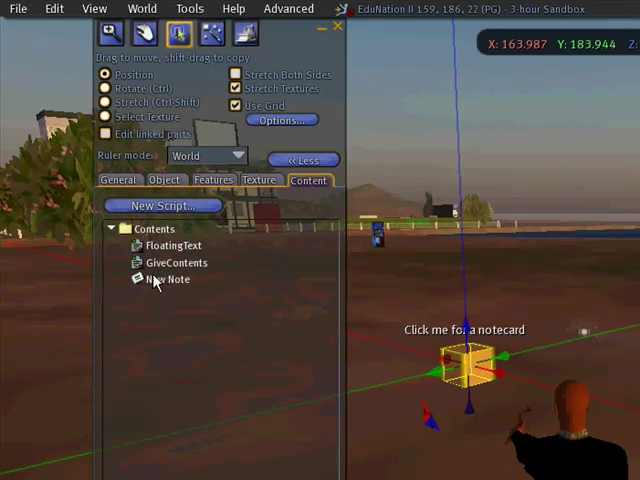 File Edit View World Tools Help Advanced
EduNation II 159, 186, 22 (PG) - 3-hour Sandbox
X: 163.987 Y: 183.944 Z:
Drag to move, shift-drag to copy
Position
Rotate (Ctrl)
Stretch (Ctrl-Shift)
Select Texture
Edit linked parts
Stretch Both Sides
Stretch Textures
Use Grid
Options...
Ruler mode: World
<< Less
General Object Features Texture Content
New Script...
Contents
FloatingText
GiveContents
New Note
Click me for a notecard